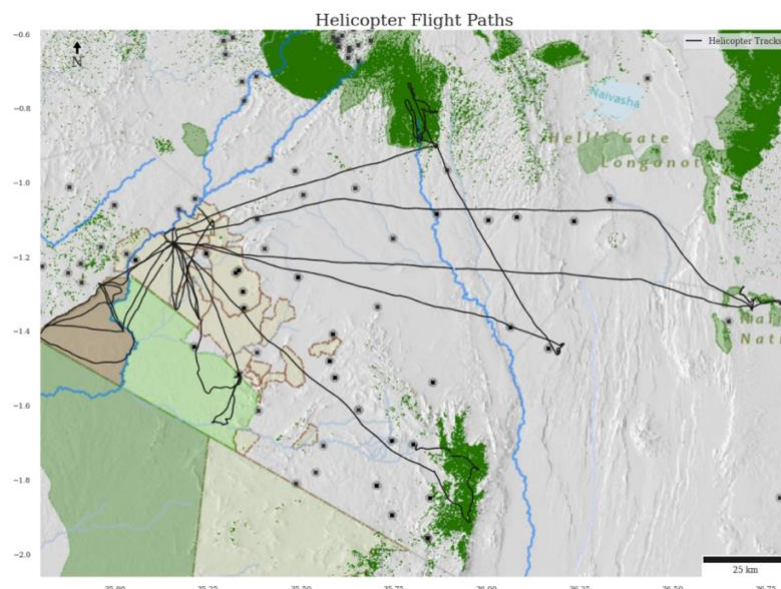 Helicopter Flight Paths
−0.6
Helicopter Tracks
N
−0.8
Naivasha
Hell's Gate
−1.0
Longonot
−1.2
−1.4
Nati
−1.6
−1.8
−2.0
25 km